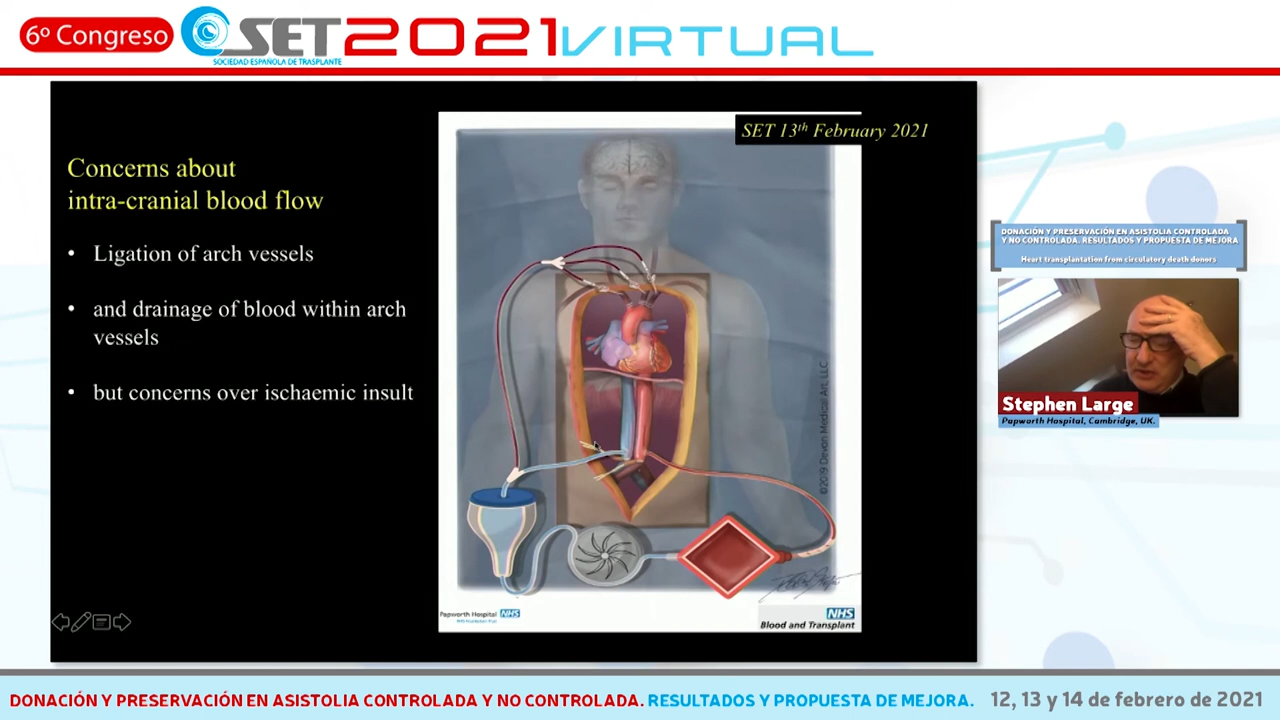 6º Congreso
SET 2021 VIRTUAL
SOCIEDAD ESPAÑOLA DE TRASPLANTE
SET 13th February 2021
Concerns about
intra-cranial blood flow
• Ligation of arch vessels
• and drainage of blood within arch
vessels
• but concerns over ischaemic insult
©2019 Devon Medical Art, LLC
Papworth Hospital NHS
NHS
Blood and Transplant
DONACIÓN Y PRESERVACIÓN EN ASISTOLIA CONTROLADA
Y NO CONTROLADA. RESULTADOS Y PROPUESTA DE MEJORA
Heart transplantation from circulatory death donors
Stephen Large
Papworth Hospital, Cambridge, UK.
DONACIÓN Y PRESERVACIÓN EN ASISTOLIA CONTROLADA Y NO CONTROLADA. RESULTADOS Y PROPUESTA DE MEJORA. 12, 13 y 14 de febrero de 2021